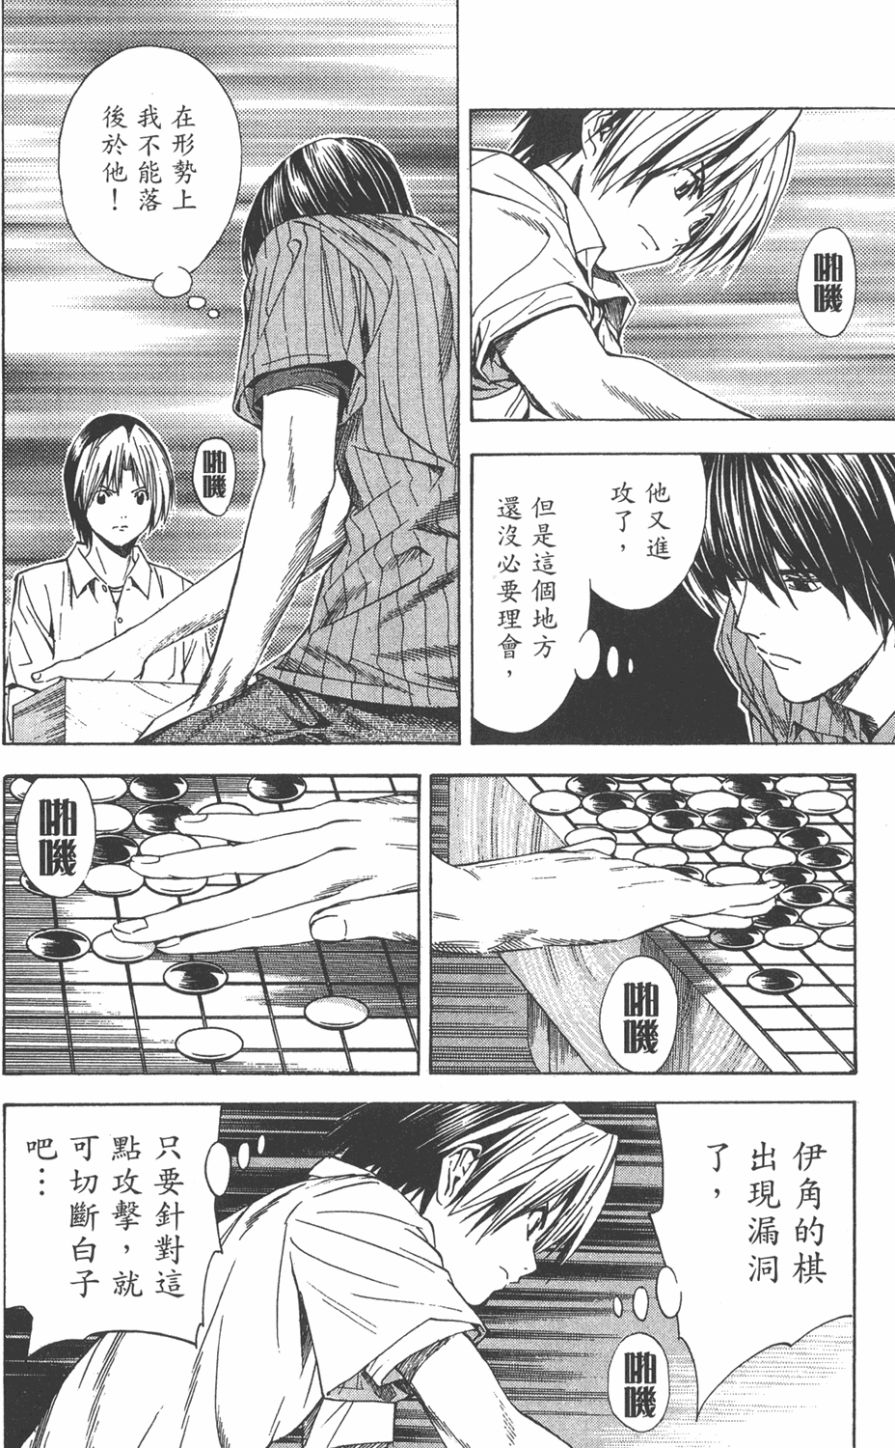 啪
嘰
他又進
攻了，
但是這個地方
還沒必要理會，
在形勢上
我不能落
後於他！
啪
嘰
啪
嘰
啪
嘰
伊角的棋
出現漏洞
了，
啪
嘰
只要針對這
點攻擊，就
可切斷白子
吧…